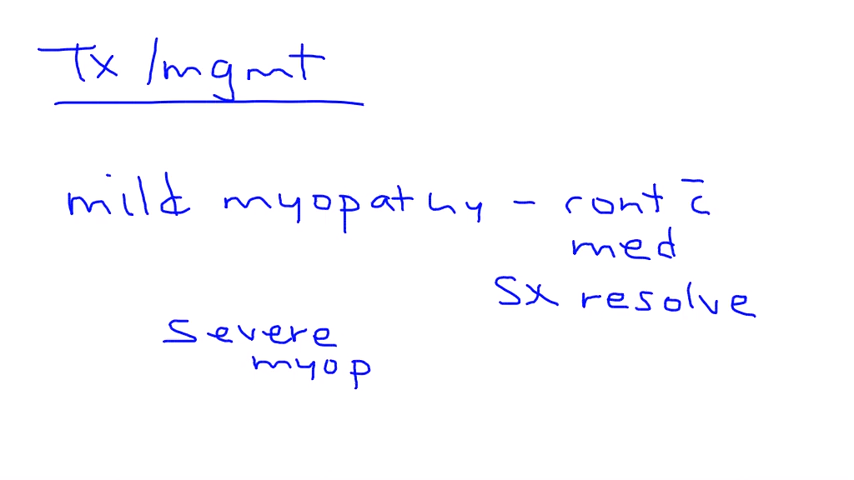 Tx/mgmt
mild myopathy - cont c̄
med
Sx resolve
severe
myop